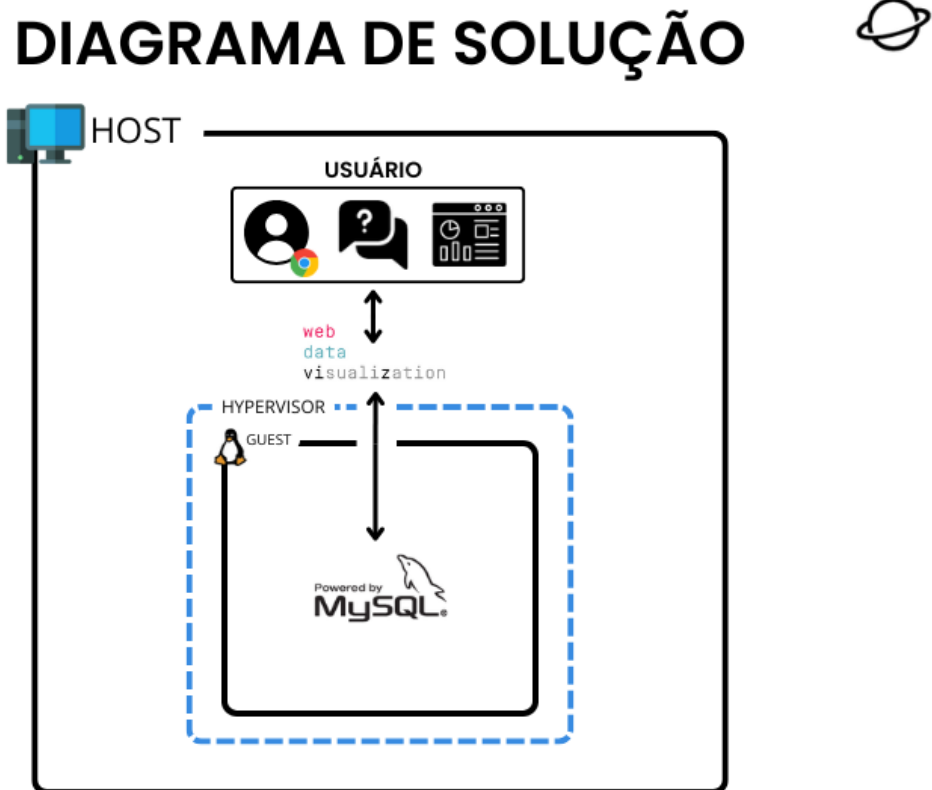 DIAGRAMA DE SOLUÇÃO
HOST
USUÁRIO
?
web
data
visualization
HYPERVISOR
GUEST
Powered by
MySQL®